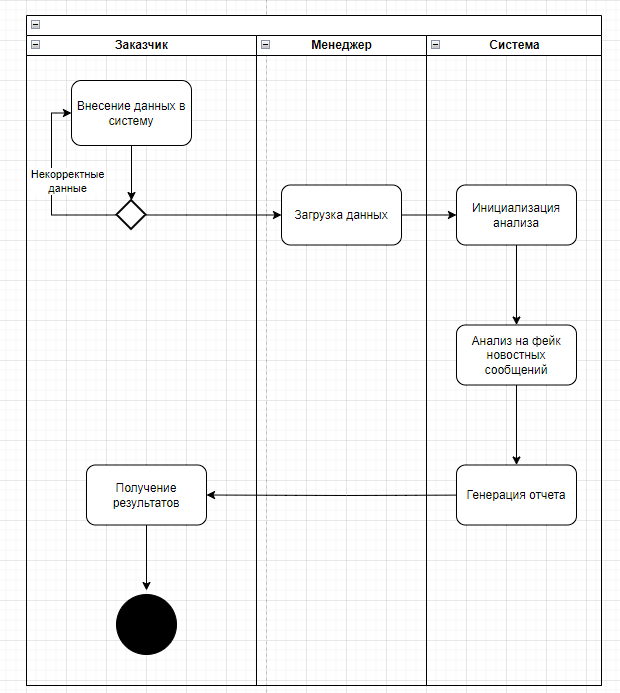 Заказчик
Менеджер
Система
Внесение данных в
систему
Некорректные
данные
Загрузка данных
Инициализация
анализа
Анализ на фейк
новостных
сообщений
Получение
результатов
Генерация отчета